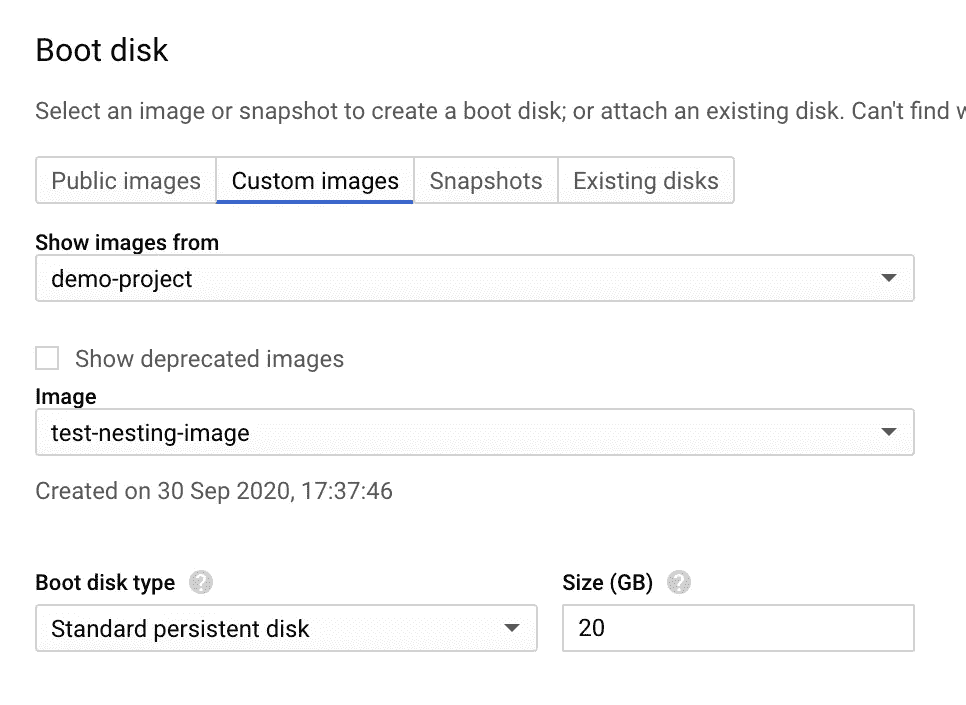 Boot disk
Select an image or snapshot to create a boot disk; or attach an existing disk. Can't find
Public images Custom images Snapshots Existing disks
Show images from
demo-project
Show deprecated images
Image
test-nesting-image
Created on 30 Sep 2020, 17:37:46
Boot disk type ? Size (GB) ?
Standard persistent disk 20